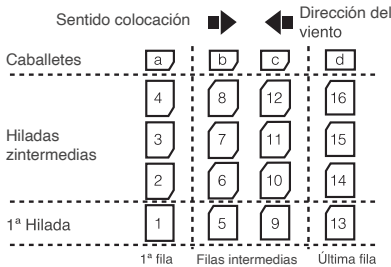 Sentido colocación
Dirección del
viento
Caballetes
a b c d
4 8 12 16
Hiladas
zintermedias
3 7 11 15
2 6 10 14
1ª Hilada
1 5 9 13
1ª fila Filas intermedias Última fila